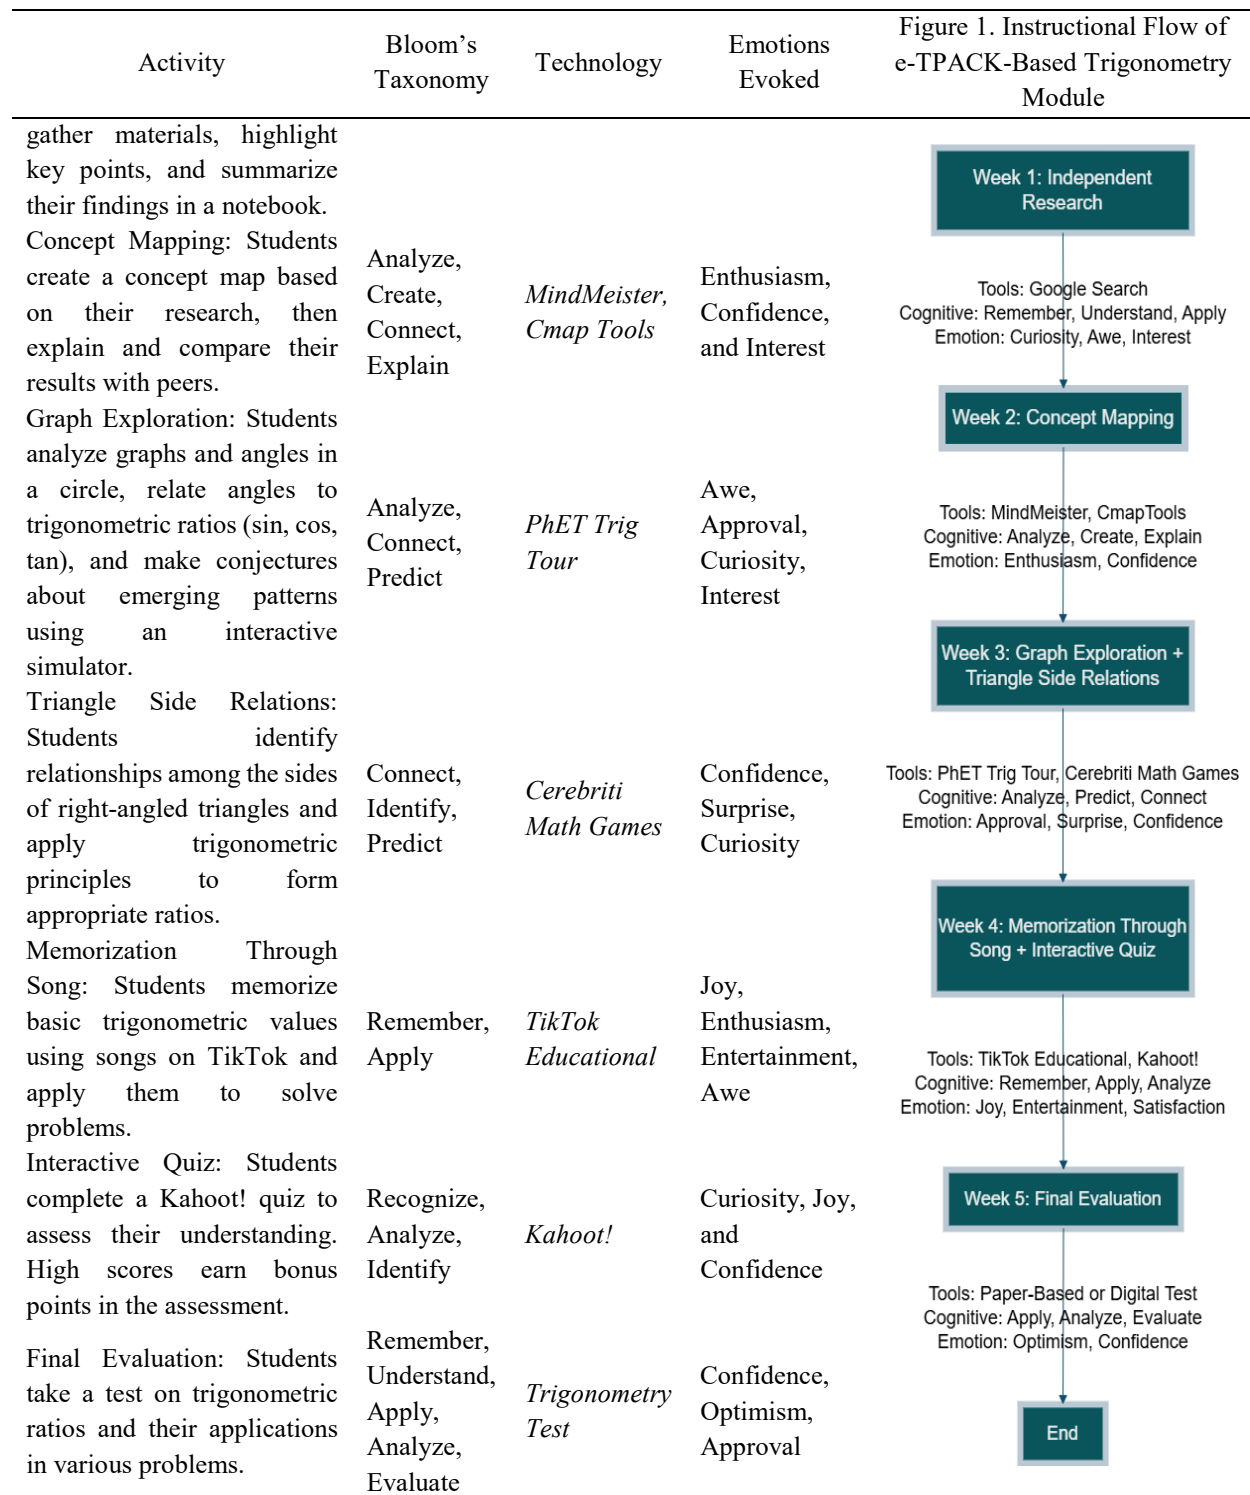 Activity
Bloom’s
Taxonomy
Technology
Emotions
Evoked
Figure 1. Instructional Flow of
e-TPACK-Based Trigonometry
Module
gather materials, highlight
key points, and summarize
their findings in a notebook.
Concept Mapping: Students
create a concept map based
on their research, then
explain and compare their
results with peers.
Analyze,
Create,
Connect,
Explain
MindMeister,
Cmap Tools
Enthusiasm,
Confidence,
and Interest
Graph Exploration: Students
analyze graphs and angles in
a circle, relate angles to
trigonometric ratios (sin, cos,
tan), and make conjectures
about emerging patterns
using an interactive
simulator.
Analyze,
Connect,
Predict
PhET Trig
Tour
Awe,
Approval,
Curiosity,
Interest
Triangle Side Relations:
Students identify
relationships among the sides
of right-angled triangles and
apply trigonometric
principles to form
appropriate ratios.
Connect,
Identify,
Predict
Cerebriti
Math Games
Confidence,
Surprise,
Curiosity
Memorization Through
Song: Students memorize
basic trigonometric values
using songs on TikTok and
apply them to solve
problems.
Remember,
Apply
TikTok
Educational
Joy,
Enthusiasm,
Entertainment,
Awe
Interactive Quiz: Students
complete a Kahoot! quiz to
assess their understanding.
High scores earn bonus
points in the assessment.
Recognize,
Analyze,
Identify
Kahoot!
Curiosity, Joy,
and
Confidence
Final Evaluation: Students
take a test on trigonometric
ratios and their applications
in various problems.
Remember,
Understand,
Apply,
Analyze,
Evaluate
Trigonometry
Test
Confidence,
Optimism,
Approval
Week 1: Independent
Research
Tools: Google Search
Cognitive: Remember, Understand, Apply
Emotion: Curiosity, Awe, Interest
Week 2: Concept Mapping
Tools: MindMeister, CmapTools
Cognitive: Analyze, Create, Explain
Emotion: Enthusiasm, Confidence
Week 3: Graph Exploration +
Triangle Side Relations
Tools: PhET Trig Tour, Cerebriti Math Games
Cognitive: Analyze, Predict, Connect
Emotion: Approval, Surprise, Confidence
Week 4: Memorization Through
Song + Interactive Quiz
Tools: TikTok Educational, Kahoot!
Cognitive: Remember, Apply, Analyze
Emotion: Joy, Entertainment, Satisfaction
Week 5: Final Evaluation
Tools: Paper-Based or Digital Test
Cognitive: Apply, Analyze, Evaluate
Emotion: Optimism, Confidence
End